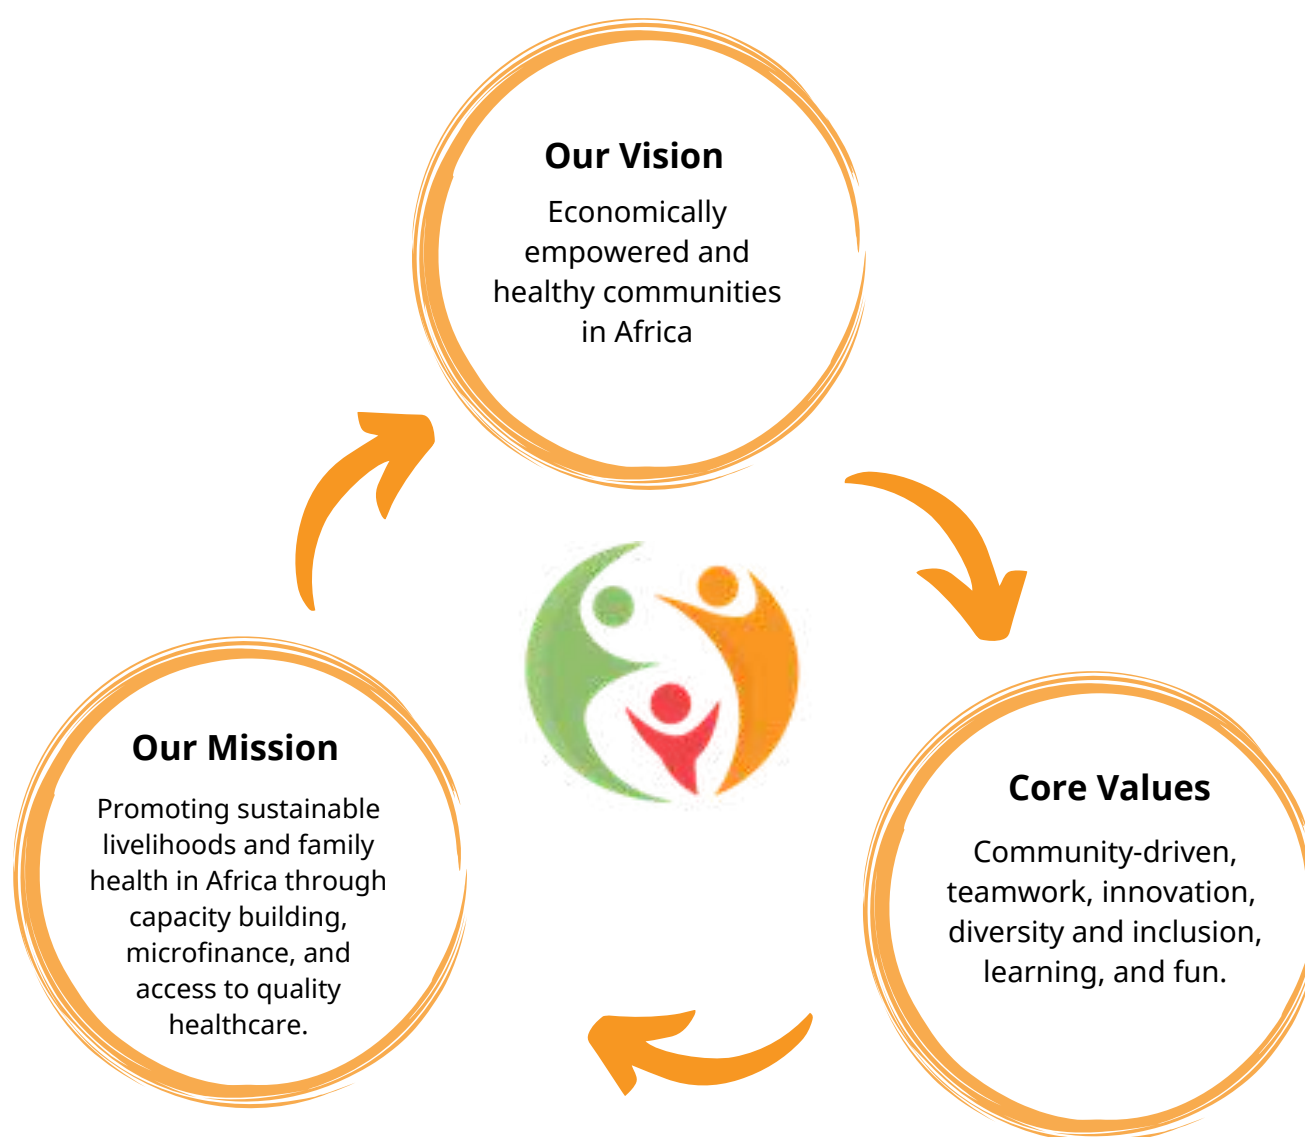 Our Vision
Economically
empowered and
healthy communities
in Africa
Our Mission
Promoting sustainable
livelihoods and family
health in Africa through
capacity building,
microfinance, and
access to quality
healthcare.
Core Values
Community-driven,
teamwork, innovation,
diversity and inclusion,
learning, and fun.